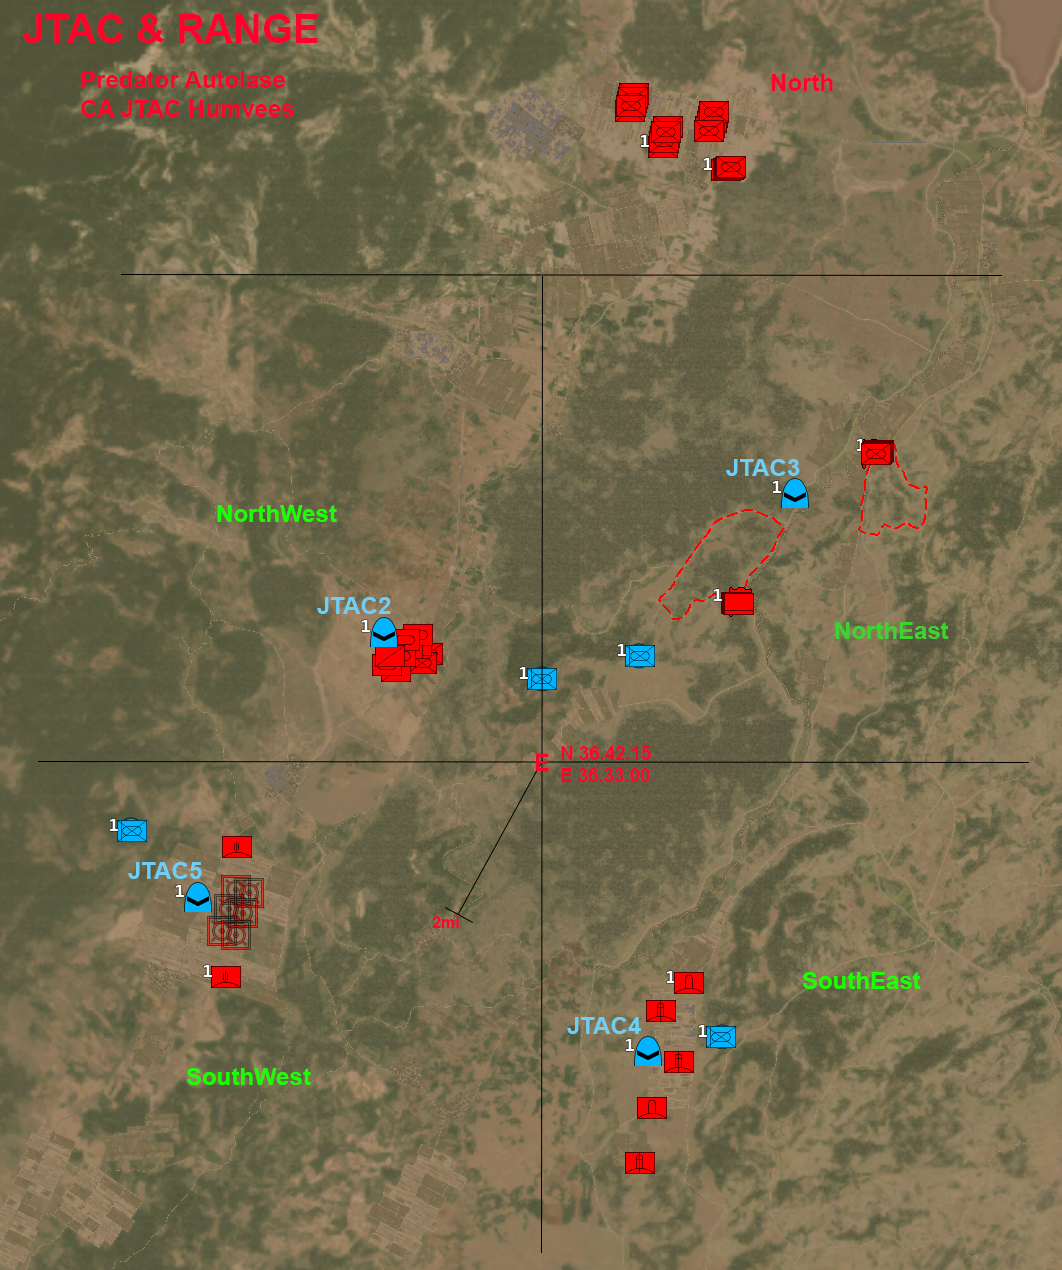 JTAC & RANGE
Predator Autolase
CA JTAC Humvees
North
1
1
1
JTAC3
1
NorthWest
1
JTAC2
1
NorthEast
1
1
E
N 36.42.15
E 36.33.00
1
JTAC5
1
2mi
1
1
SouthEast
JTAC4
1
1
SouthWest